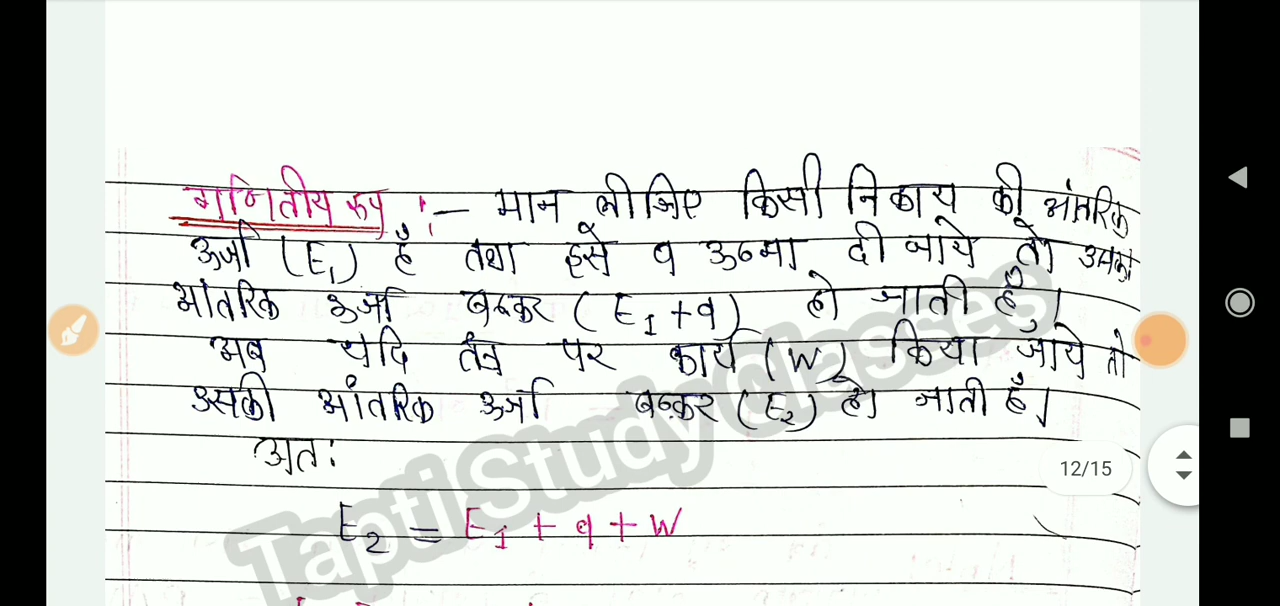 गणितीय रूप :- मान लीजिए किसी निकाय की आंतरिक
ऊर्जा (E₁) है तथा इसे q ऊष्मा दी जाये तो उसकी
आंतरिक ऊर्जा बढ़कर (E₁+q) हो जाती है।
अब यदि तंत्र पर कार्य (W) किया जाये तो
उसकी आंतरिक ऊर्जा बढ़कर (E₂) हो जाती है।
अतः
12/15
E₂ = E₁ + q + W
Tapti Study Classes